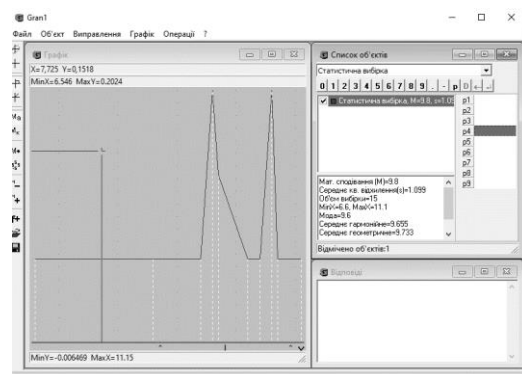 Gran1
Файл Об'єкт Виправлення Графік Операції ?
Графік
X=7,725 Y=0,1518
MinX=6.546 MaxY=0.2024
MinY=-0.006469 MaxX=11.15
Список об'єктів
Статистична вибірка
0 1 2 3 4 5 6 7 8 9 . - p D
Статистична вибірка, M=9.8, s=1.09
p1
p2
p3
p4
p5
p6
p7
p8
p9
Мат. сподівання (M)=9.8
Середнє кв. відхилення(s)=1.099
Об'єм вибірки=15
MinX=6.6, MaxX=11.1
Мода=9.6
Середнє гармонійне=9.655
Середнє геометричне=9.733
Відмічено об'єктів:1
Відповіді